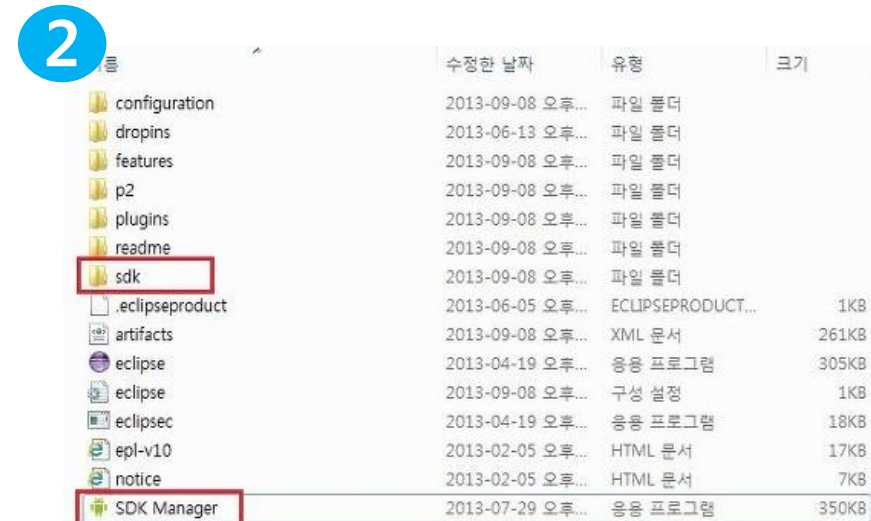 2
름 수정한 날짜 유형 크기
configuration 2013-09-08 오후... 파일 폴더
dropins 2013-06-13 오후... 파일 폴더
features 2013-09-08 오후... 파일 폴더
p2 2013-09-08 오후... 파일 폴더
plugins 2013-09-08 오후... 파일 폴더
readme 2013-09-08 오후... 파일 폴더
sdk 2013-09-08 오후... 파일 폴더
.eclipseproduct 2013-06-05 오후... ECLIPSEPRODUCT... 1KB
artifacts 2013-09-08 오후... XML 문서 261KB
eclipse 2013-04-19 오후... 응용 프로그램 305KB
eclipse 2013-09-08 오후... 구성 설정 1KB
eclipsec 2013-04-19 오후... 응용 프로그램 18KB
epl-v10 2013-02-05 오후... HTML 문서 17KB
notice 2013-02-05 오후... HTML 문서 7KB
SDK Manager 2013-07-29 오후... 응용 프로그램 350KB